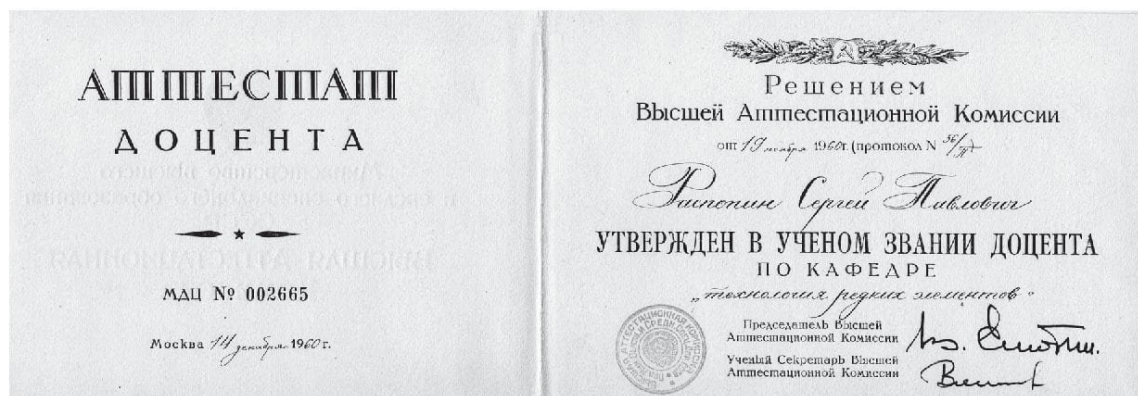 АТТЕСТАТ
ДОЦЕНТА
МДЦ № 002665
Москва 14 декабря 1960 г.
А
Решением
Высшей Аттестационной Комиссии
от 19 ноября 1960 г. (протокол N 56/
Распопин Сергей Павлович
УТВЕРЖДЕН В УЧЕНОМ ЗВАНИИ ДОЦЕНТА
ПО КАФЕДРЕ
„технология редких элементов"
Председатель Высшей
Аттестационной Комиссии
Ученый Секретарь Высшей
Аттестационной Комиссии